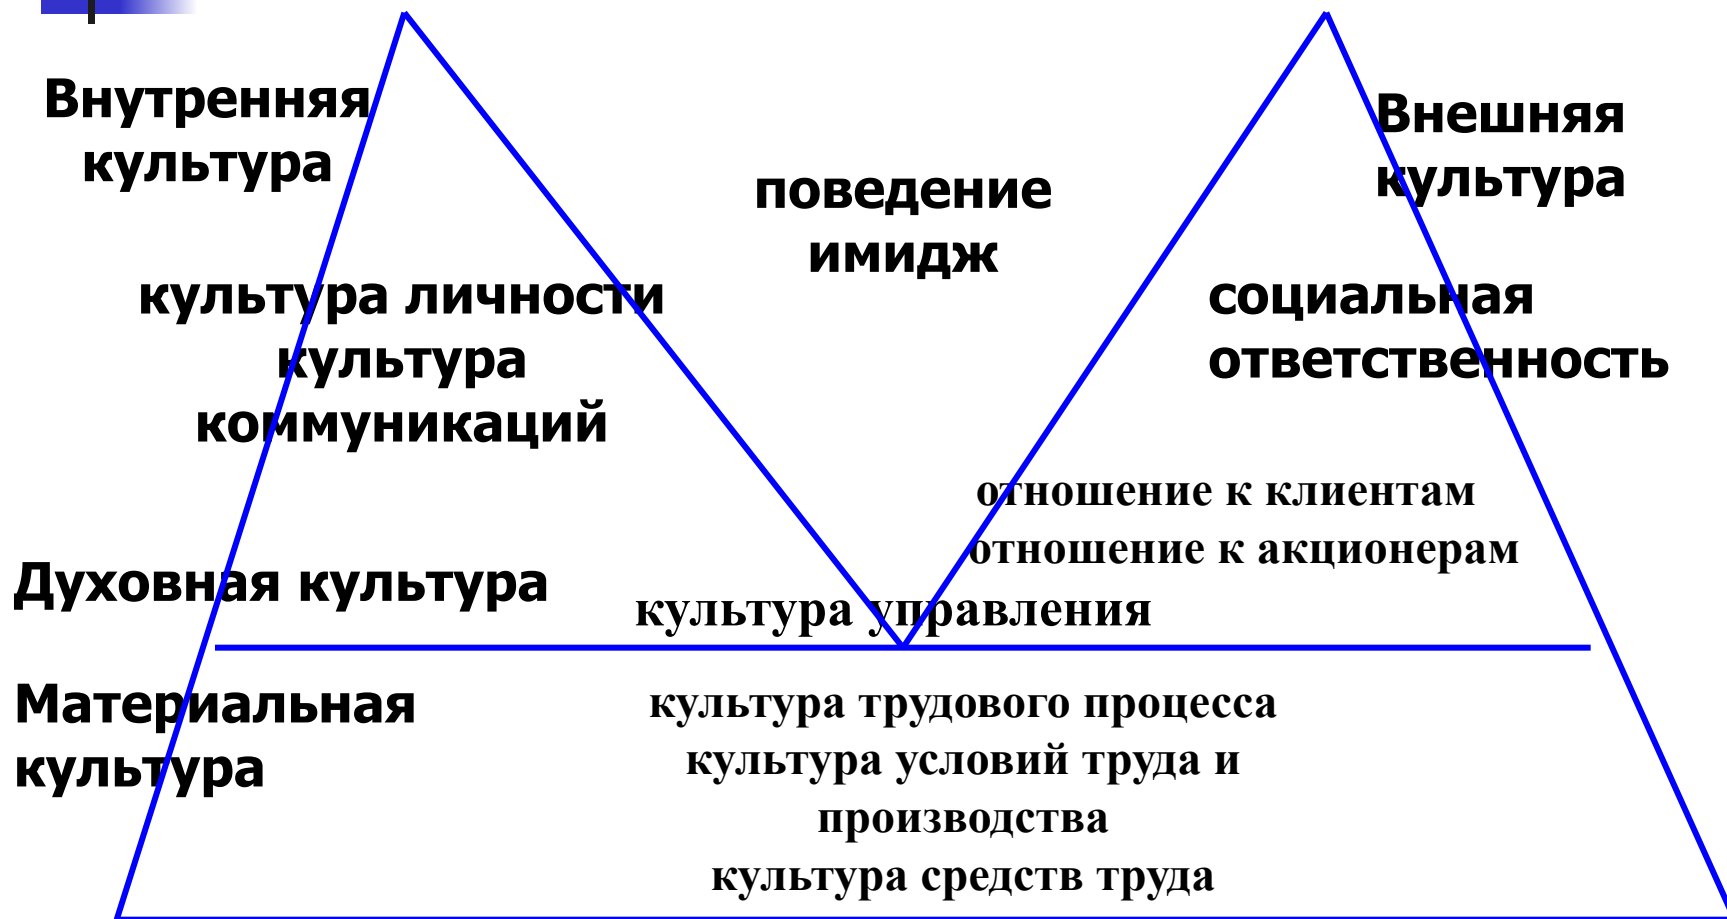 Внутренняя
культура
Внешняя
культура
поведение
имидж
культура личности
культура
коммуникаций
социальная
ответственность
отношение к клиентам
отношение к акционерам
Духовная культура
культура управления
Материальная
культура
культура трудового процесса
культура условий труда и
производства
культура средств труда